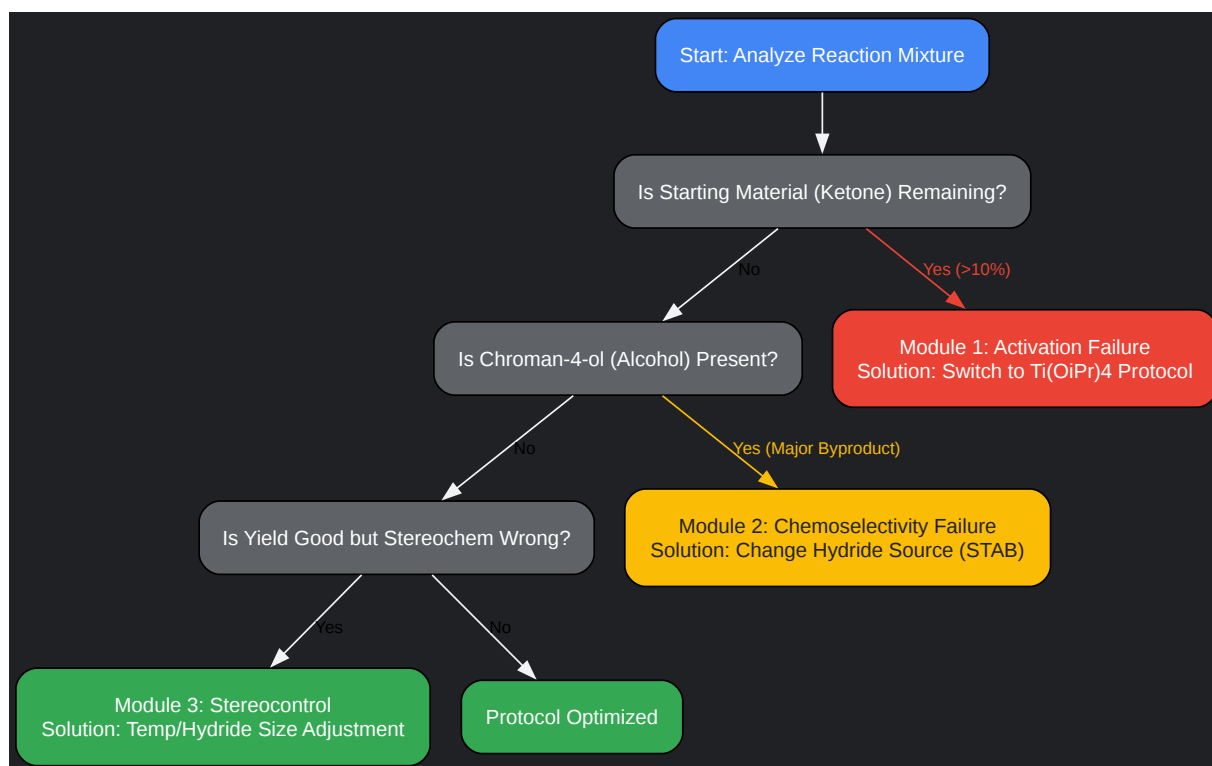 Start: Analyze Reaction Mixture
Is Starting Material (Ketone) Remaining?
No
Yes (>10%)
Module 1: Activation Failure
Solution: Switch to Ti(OiPr)4 Protocol
Is Chroman-4-ol (Alcohol) Present?
No
Yes (Major Byproduct)
Module 2: Chemoselectivity Failure
Solution: Change Hydride Source (STAB)
Is Yield Good but Stereochem Wrong?
Yes
No
Module 3: Stereocontrol
Solution: Temp/Hydride Size Adjustment
Protocol Optimized